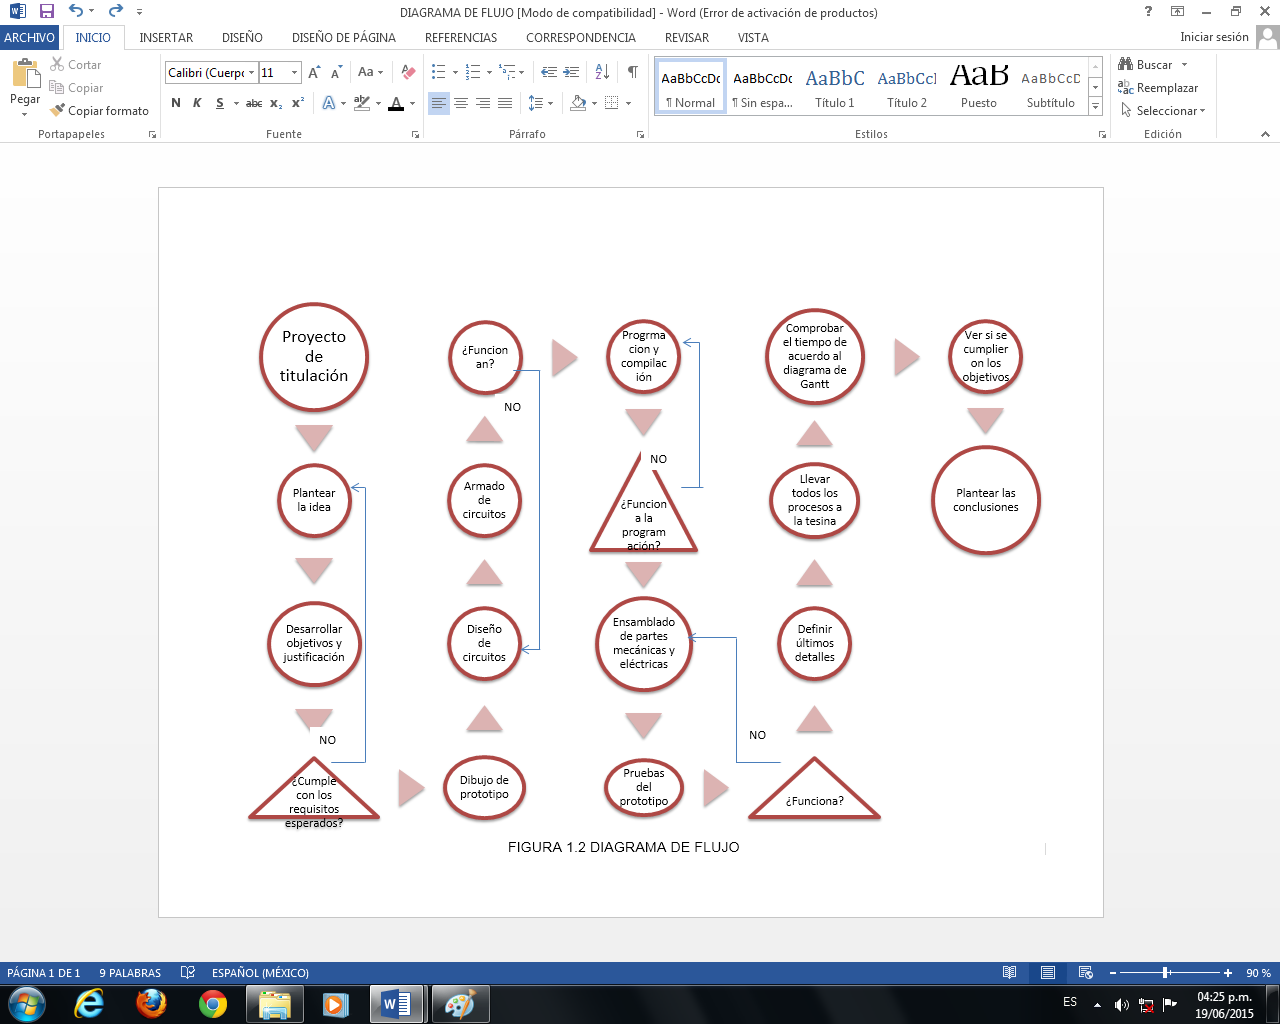 DIAGRAMA DE FLUJO [Modo de compatibilidad] - Word (Error de activación de productos)
ARCHIVO INICIO INSERTAR DISEÑO DISEÑO DE PÁGINA REFERENCIAS CORRESPONDENCIA REVISAR VISTA
Iniciar sesión
Pegar
Cortar
Copiar
Copiar formato
Portapapeles
Calibri (Cuerpo 11
N K S abc x₂ x²
Fuente
Párrafo
AaBbCcDc AaBbCcDc AaBbC AaBbCcI AaB AaBbCcD
¶ Normal ¶ Sin espa... Título 1 Título 2 Puesto Subtítulo
Estilos
Buscar
Reemplazar
Seleccionar
Edición
Proyecto
de
titulación
Plantear
la idea
Desarrollar
objetivos y
justificación
NO
¿Cumple
con los
requisitos
esperados?
Dibujo de
prototipo
Diseño
de
circuitos
Armado
de
circuitos
¿Funcion
an?
NO
Progrma
cion y
compilac
ión
NO
¿Funcion
a la
program
ación?
Ensamblado
de partes
mecánicas y
eléctricas
Pruebas
del
prototipo
NO
¿Funciona?
Definir
últimos
detalles
Llevar
todos los
procesos a
la tesina
Comprobar
el tiempo de
acuerdo al
diagrama de
Gantt
Ver si se
cumplier
on los
objetivos
Plantear las
conclusiones
FIGURA 1.2 DIAGRAMA DE FLUJO
PÁGINA 1 DE 1 9 PALABRAS ESPAÑOL (MÉXICO) 90 %
ES
04:25 p.m.
19/06/2015